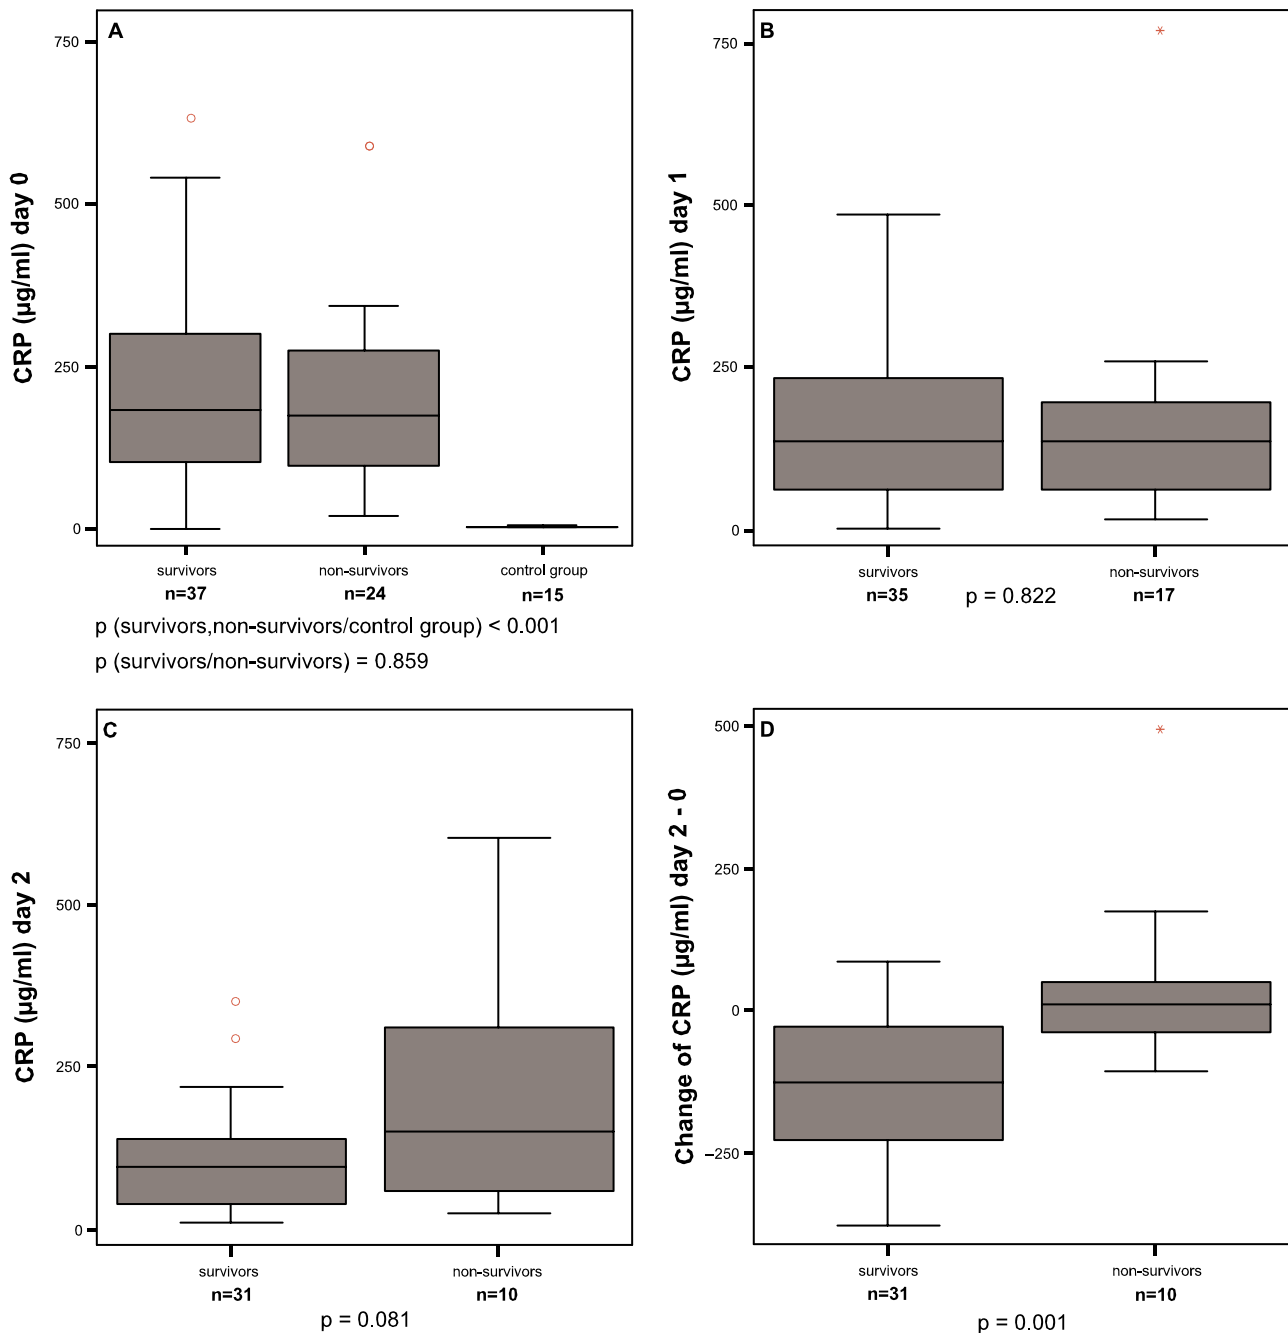 A
CRP (µg/ml) day 0
750
500
250
0
survivors
non-survivors
control group
n=37
n=24
n=15
p (survivors,non-survivors/control group) < 0.001
p (survivors/non-survivors) = 0.859
B
CRP (µg/ml) day 1
750
500
250
0
survivors
non-survivors
n=35
p = 0.822
n=17
C
CRP (µg/ml) day 2
750
500
250
0
survivors
non-survivors
n=31
n=10
p = 0.081
D
Change of CRP (µg/ml) day 2 - 0
500
250
0
−250
survivors
non-survivors
n=31
n=10
p = 0.001